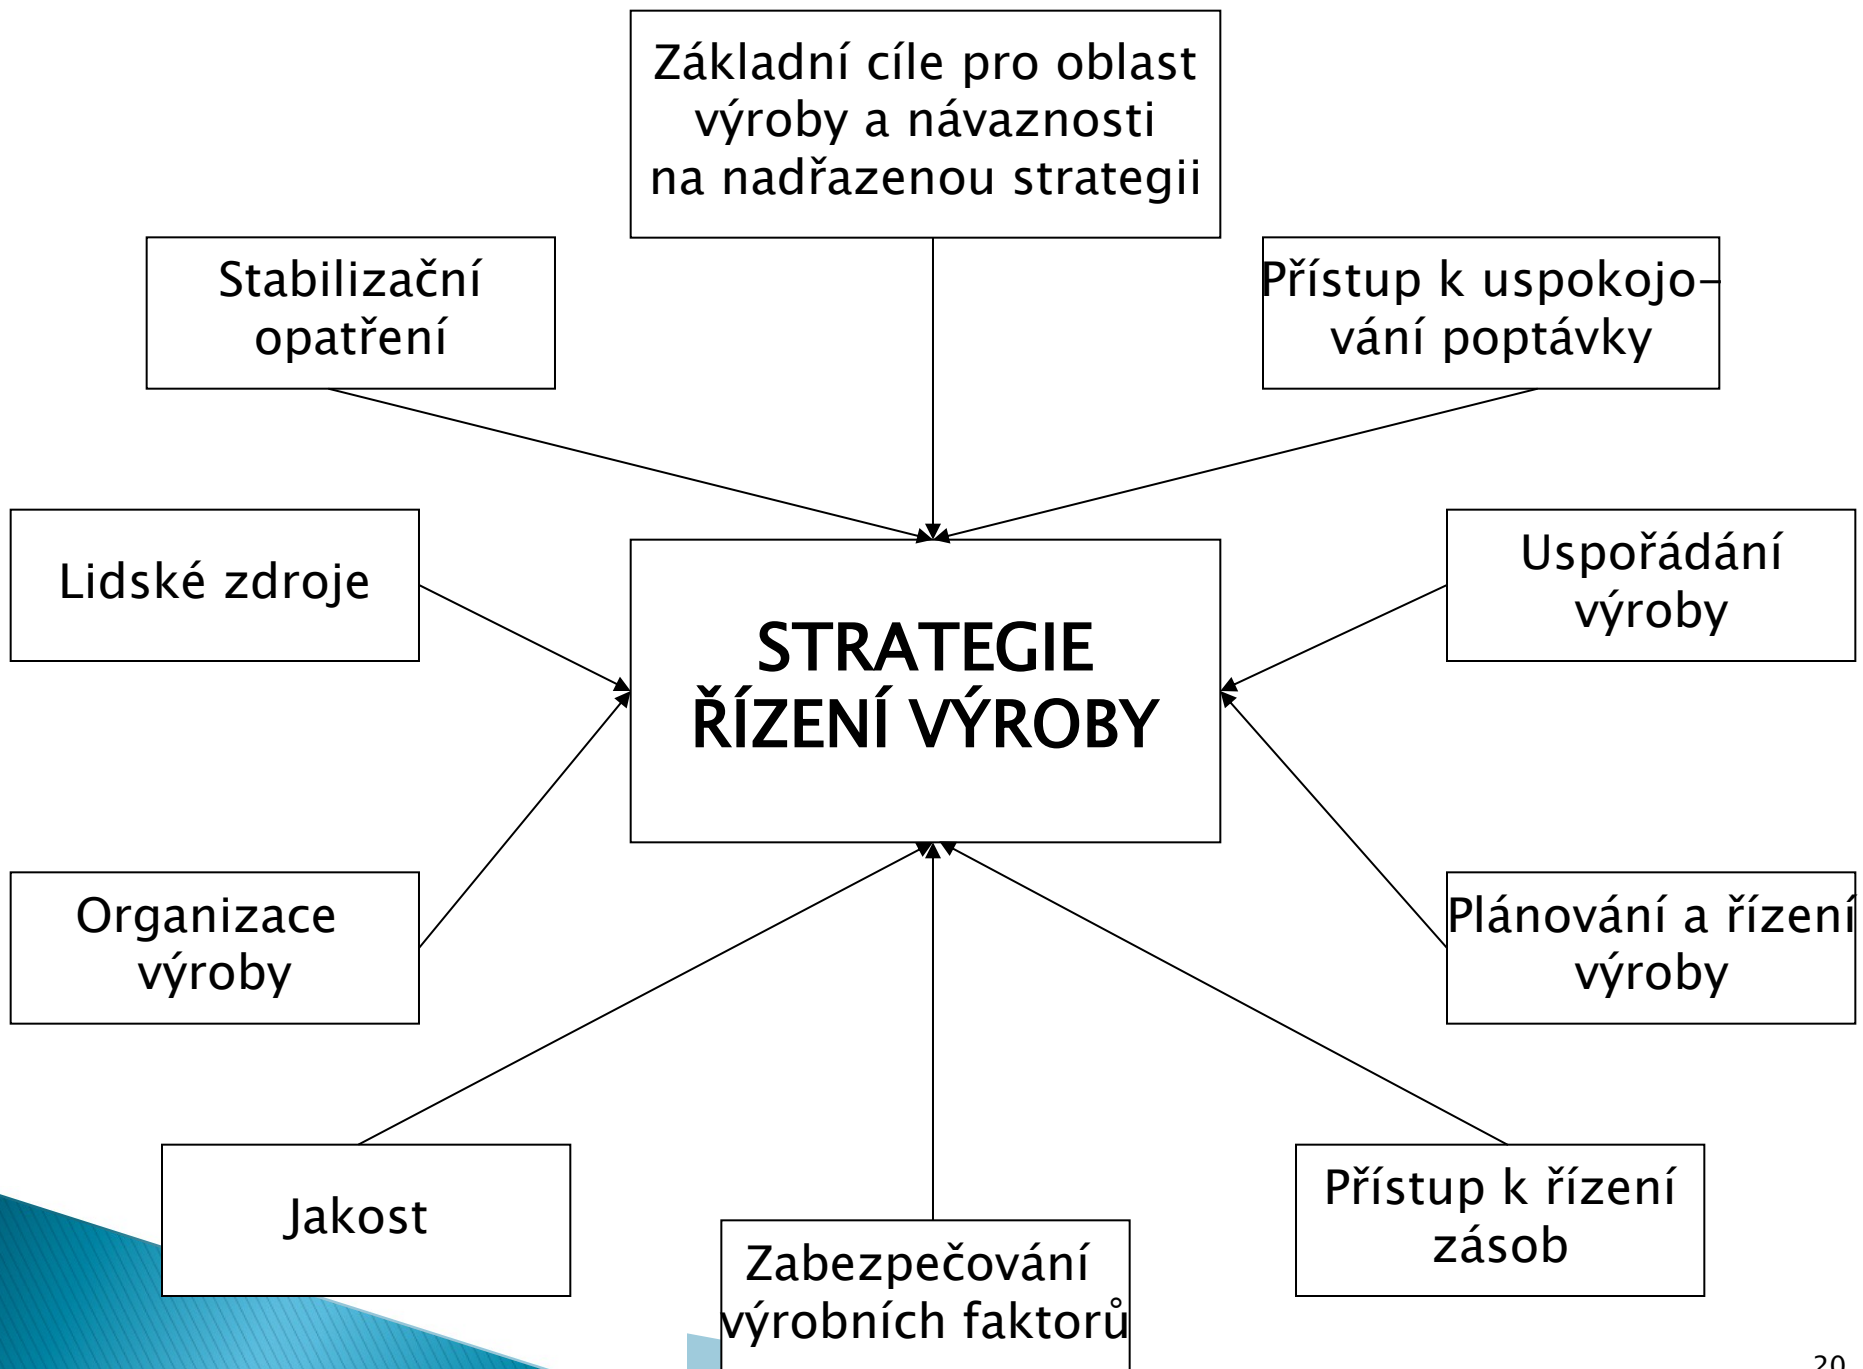 Základní cíle pro oblast
výroby a návaznosti
na nadřazenou strategii
Stabilizační
opatření
Přístup k uspokojo-
vání poptávky
Lidské zdroje
STRATEGIE
ŘÍZENÍ VÝROBY
Uspořádání
výroby
Organizace
výroby
Plánování a řízení
výroby
Jakost
Zabezpečování
výrobních faktorů
Přístup k řízení
zásob
20